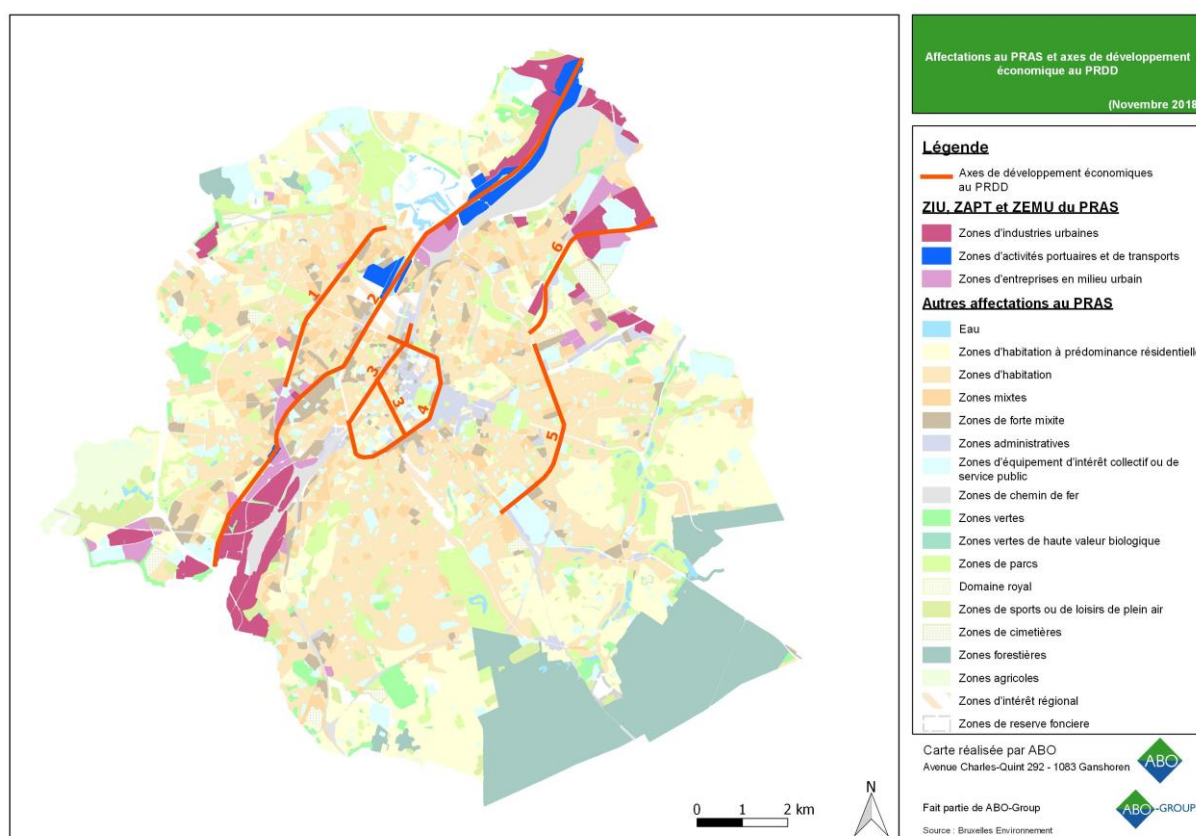 Affectations au PRAS et axes de développement
économique au PRDD
(Novembre 2018
Légende
Axes de développement économiques
au PRDD
ZIU, ZAPT et ZEMU du PRAS
Zones d'industries urbaines
Zones d'activités portuaires et de transports
Zones d'entreprises en milieu urbain
Autres affectations au PRAS
Eau
Zones d'habitation à prédominance résidentielle
Zones d'habitation
Zones mixtes
Zones de forte mixite
Zones administratives
Zones d'équipement d'intérêt collectif ou de
service public
Zones de chemin de fer
Zones vertes
Zones vertes de haute valeur biologique
Zones de parcs
Domaine royal
Zones de sports ou de loisirs de plein air
Zones de cimetières
Zones forestières
Zones agricoles
Zones d'intérêt régional
Zones de reserve fonciere
Carte réalisée par ABO
Avenue Charles-Quint 292 - 1083 Ganshoren
ABO
Fait partie de ABO-Group
ABO-GROUP
Source : Bruxelles Environnement
1
2
3
3
4
5
6
0 1 2 km
N